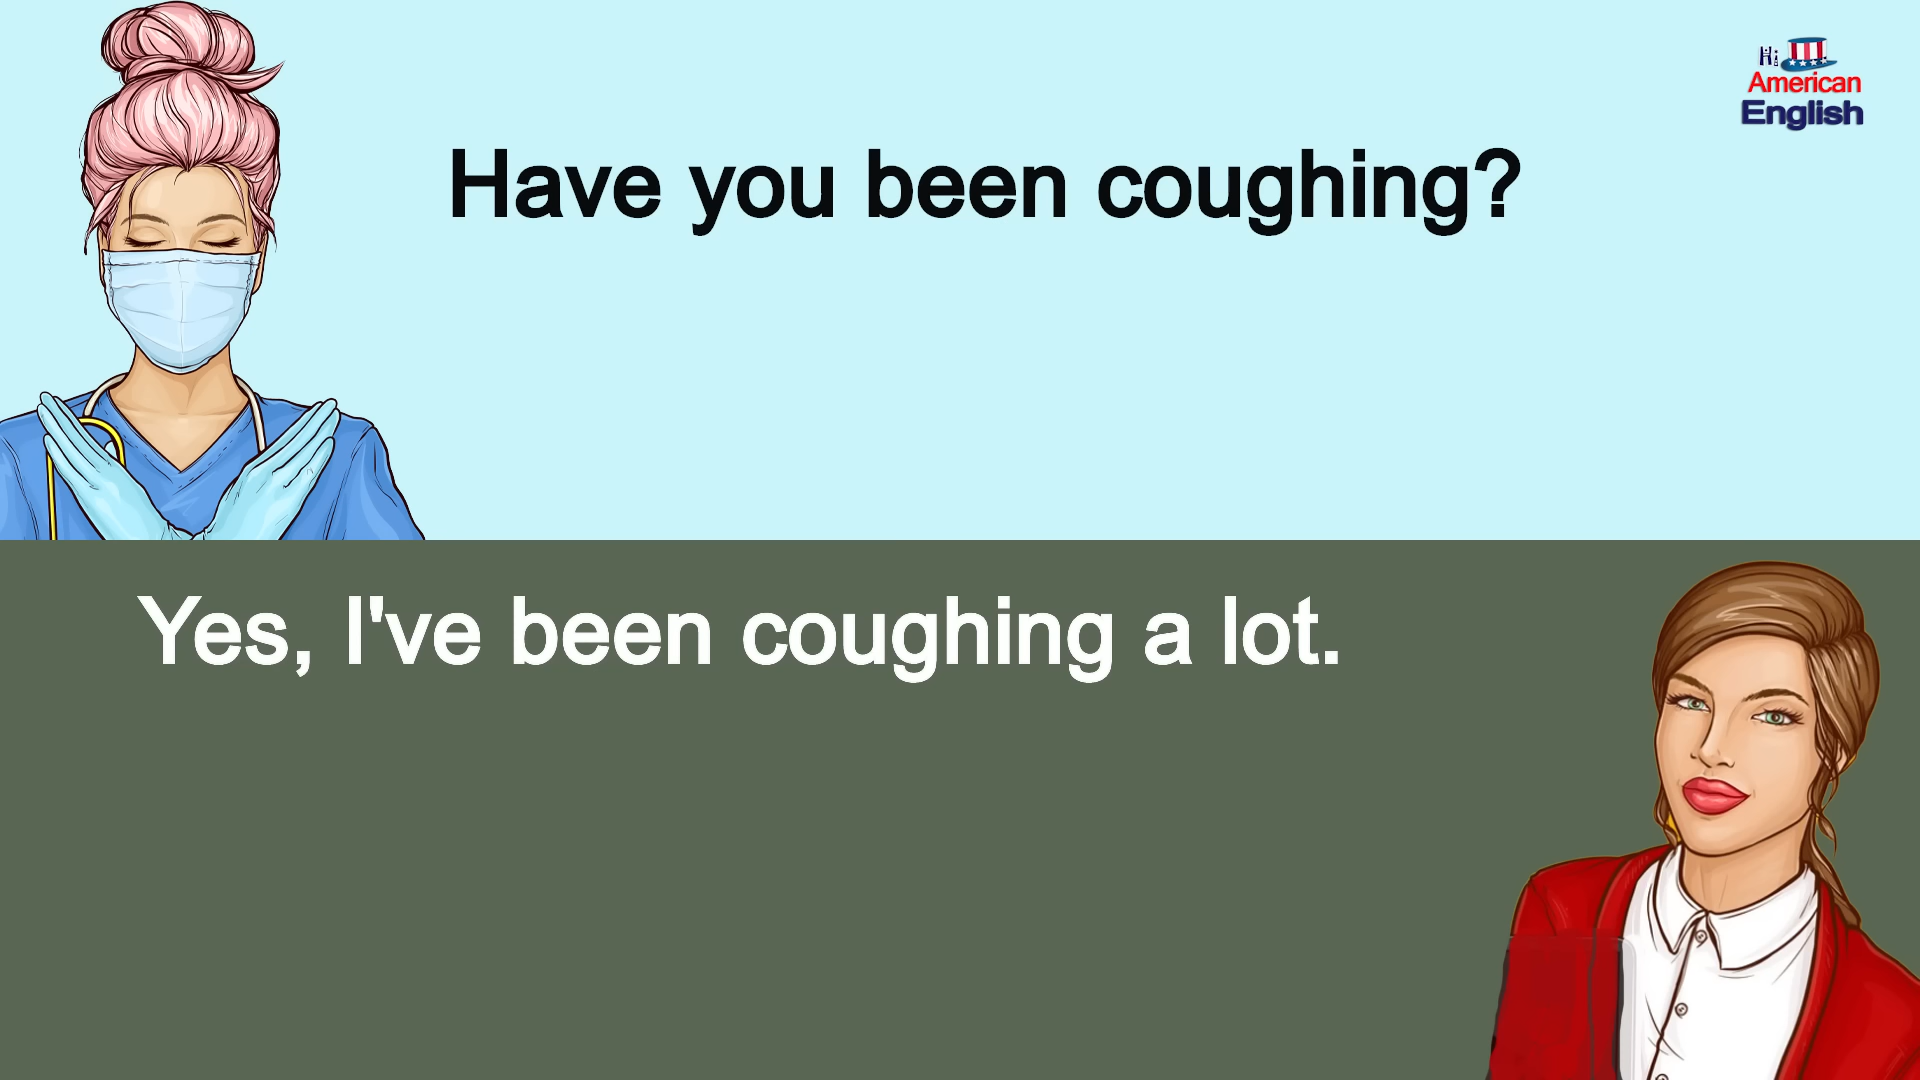 Hi
American
English
Have you been coughing?
Yes, I've been coughing a lot.